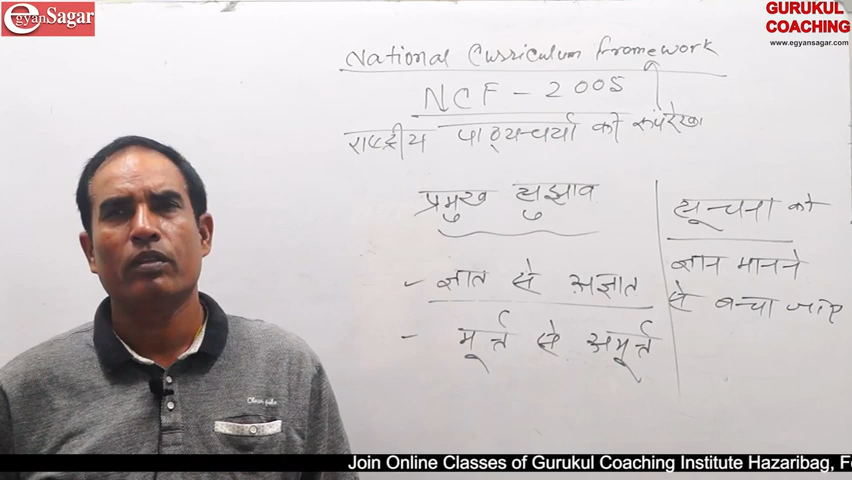 egyanSagar
GURUKUL
COACHING
www.egyansagar.com
National Curriculum Framework
NCF - 2005
राष्ट्रीय पाठ्यचर्या की रूपरेखा
प्रमुख सुझाव
- ज्ञात से अज्ञात
- मूर्त्त से अमूर्त्त
सूचना को
ज्ञान मानने
से बचा जाए
Join Online Classes of Gurukul Coaching Institute Hazaribag, F